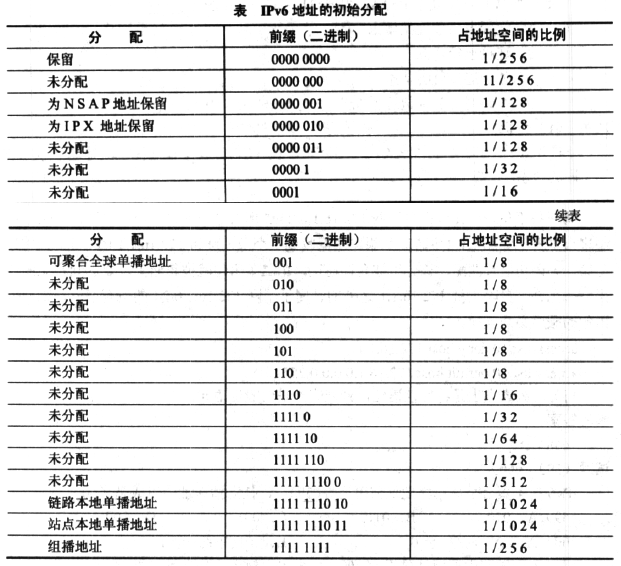 表 IPv6 地址的初始分配
分 配 前缀（二进制） 占地址空间的比例
保留 0000 0000 1/256
未分配 0000 000 11/256
为NSAP地址保留 0000 001 1/128
为IPX 地址保留 0000 010 1/128
未分配 0000 011 1/128
未分配 0000 1 1/32
未分配 0001 1/16
续表
分 配 前缀（二进制） 占地址空间的比例
可聚合全球单播地址 001 1/8
未分配 010 1/8
未分配 011 1/8
未分配 100 1/8
未分配 101 1/8
未分配 110 1/8
未分配 1110 1/16
未分配 1111 0 1/32
未分配 1111 10 1/64
未分配 1111 110 1/128
未分配 1111 1110 0 1/512
链路本地单播地址 1111 1110 10 1/1024
站点本地单播地址 1111 1110 11 1/1024
组播地址 1111 1111 1/256